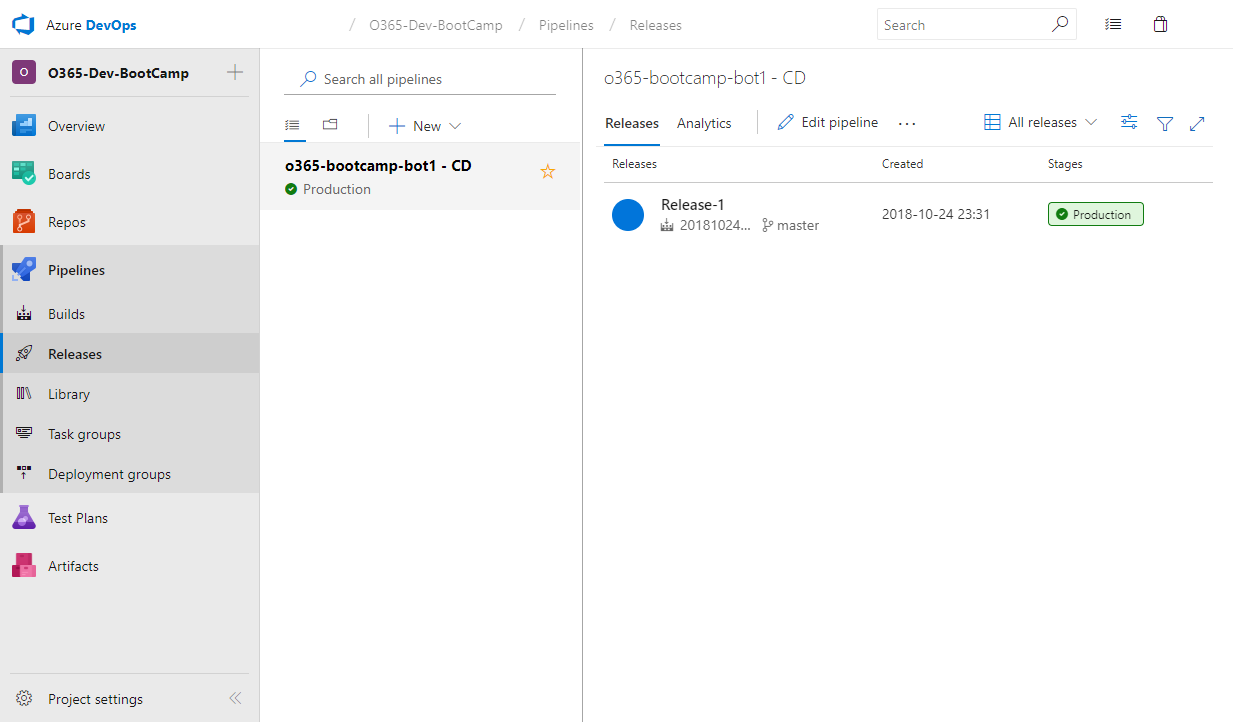 Azure DevOps
/ O365-Dev-BootCamp / Pipelines / Releases
Search
O O365-Dev-BootCamp
Overview
Boards
Repos
Pipelines
Builds
Releases
Library
Task groups
Deployment groups
Test Plans
Artifacts
Project settings
Search all pipelines
New
o365-bootcamp-bot1 - CD
Production
o365-bootcamp-bot1 - CD
Releases Analytics Edit pipeline ... All releases
Releases Created Stages
Release-1
20181024... master
2018-10-24 23:31
Production